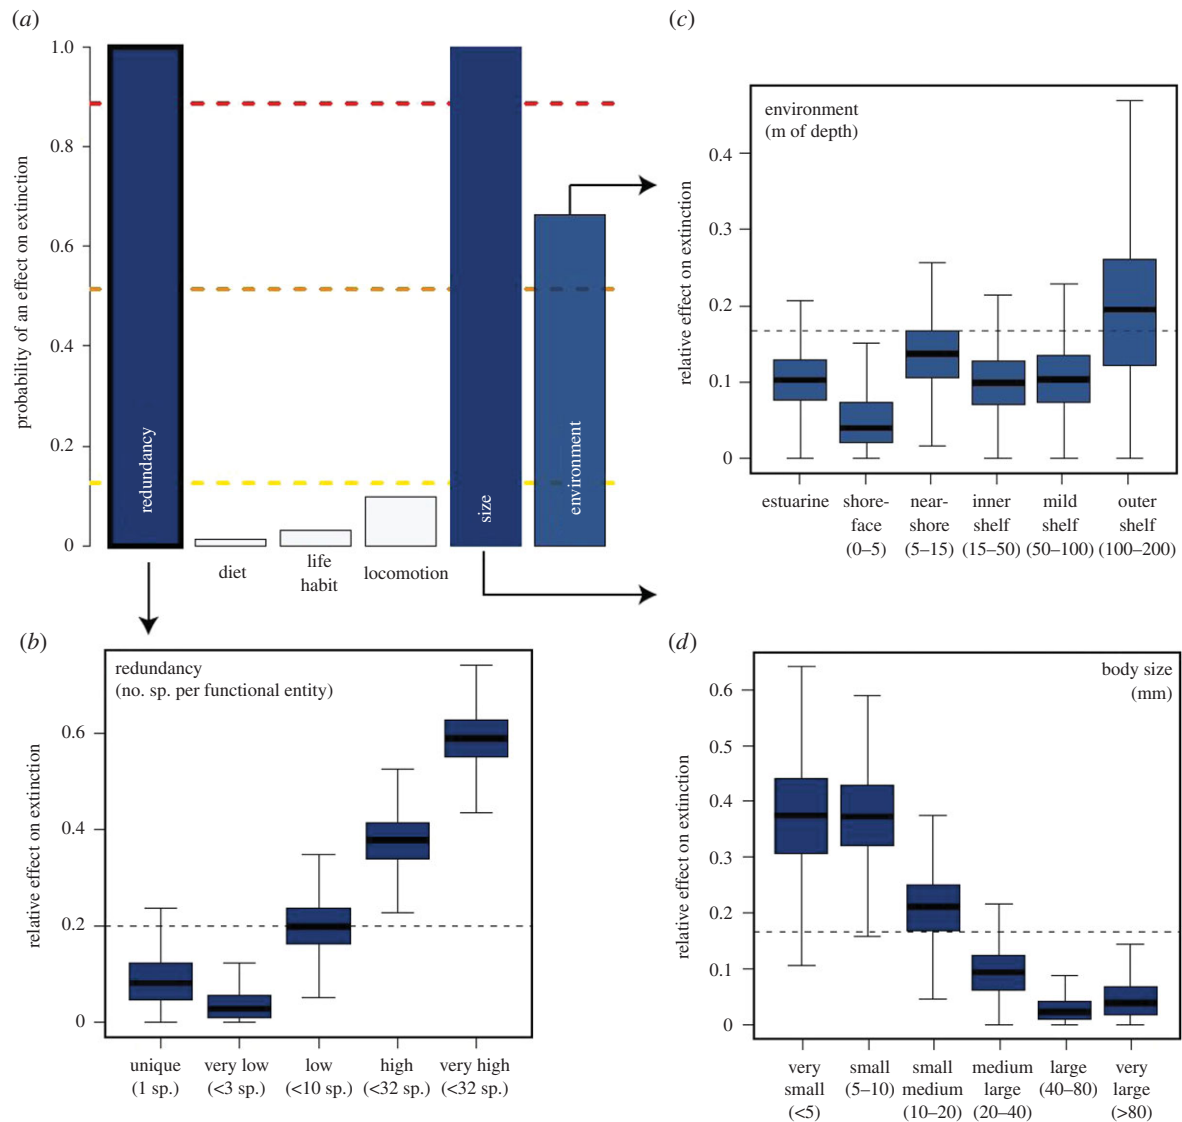 (a)
probability of an effect on extinction
1.0
0.8
0.6
0.4
0.2
0
redundancy
diet
life
habit
locomotion
size
environment
(c)
environment
(m of depth)
relative effect on extinction
0.4
0.3
0.2
0.1
0
estuarine
shore-
face
(0–5)
near-
shore
(5–15)
inner
shelf
(15–50)
mild
shelf
(50–100)
outer
shelf
(100–200)
(b)
redundancy
(no. sp. per functional entity)
relative effect on extinction
0.6
0.4
0.2
0
unique
(1 sp.)
very low
(<3 sp.)
low
(<10 sp.)
high
(<32 sp.)
very high
(<32 sp.)
(d)
body size
(mm)
relative effect on extinction
0.6
0.5
0.4
0.3
0.2
0.1
0
very
small
(<5)
small
(5–10)
small
medium
(10–20)
medium
large
(20–40)
large
(40–80)
very
large
(>80)